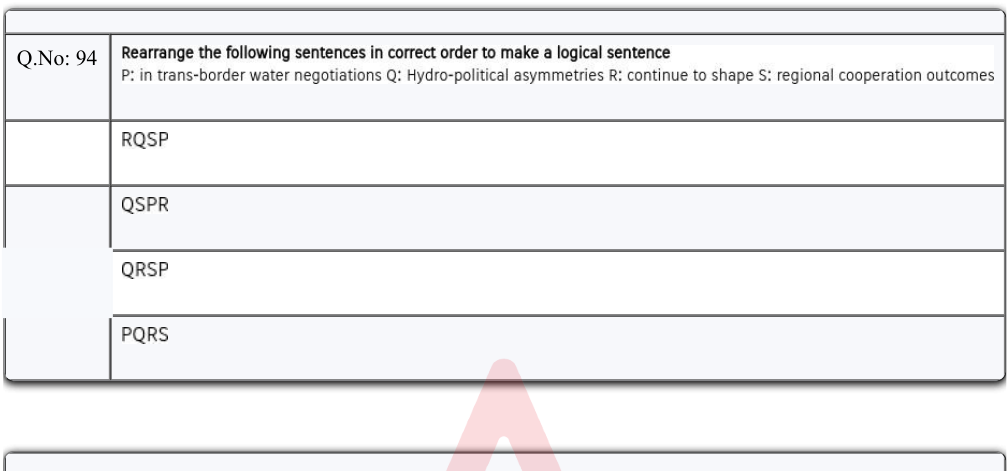 Q.No: 94
Rearrange the following sentences in correct order to make a logical sentence
P: in trans-border water negotiations Q: Hydro-political asymmetries R: continue to shape S: regional cooperation outcomes
RQSP
QSPR
QRSP
PQRS